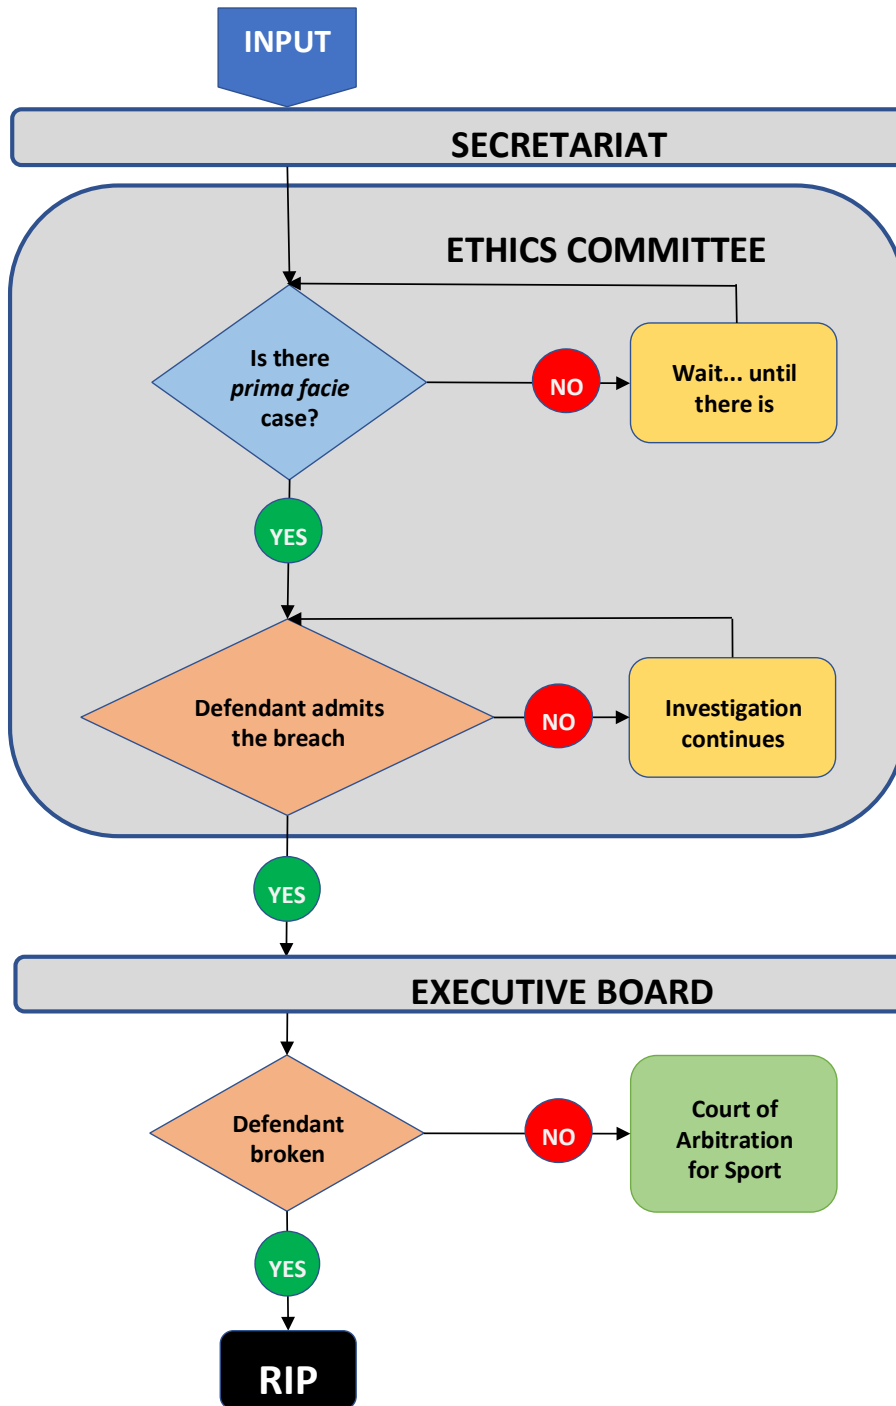 INPUT
SECRETARIAT
ETHICS COMMITTEE
Is there
prima facie
case?
NO
Wait... until
there is
YES
Defendant admits
the breach
NO
Investigation
continues
YES
EXECUTIVE BOARD
Defendant
broken
NO
Court of
Arbitration
for Sport
YES
RIP